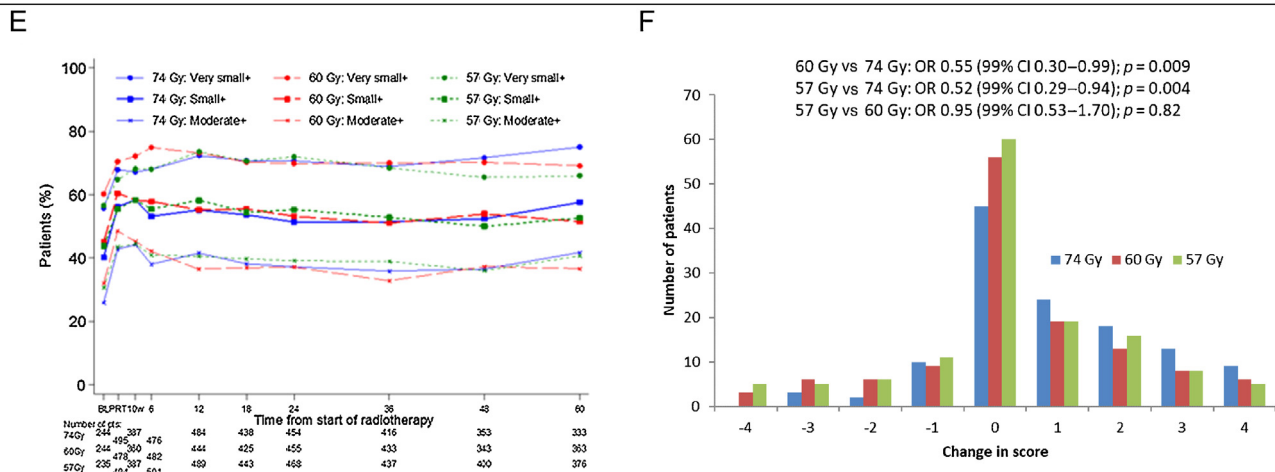 E
F
100
80
60
40
20
0
Patients (%)
74 Gy: Very small+
60 Gy: Very small+
57 Gy: Very small+
74 Gy: Small+
60 Gy: Small+
57 Gy: Small+
74 Gy: Moderate+
60 Gy: Moderate+
57 Gy: Moderate+
BL PRT 10w 6 12 18 24 36 48 60
Time from start of radiotherapy
Number of pts:
74Gy 244 495 387 476 484 438 454 416 353 333
60Gy 244 478 360 482 444 425 455 433 343 363
57Gy 235 387 489 443 468 437 400 376
60 Gy vs 74 Gy: OR 0.55 (99% CI 0.30–0.99); p = 0.009
57 Gy vs 74 Gy: OR 0.52 (99% CI 0.29–0.94); p = 0.004
57 Gy vs 60 Gy: OR 0.95 (99% CI 0.53–1.70); p = 0.82
70
60
50
40
30
20
10
0
Number of patients
74 Gy 60 Gy 57 Gy
-4 -3 -2 -1 0 1 2 3 4
Change in score